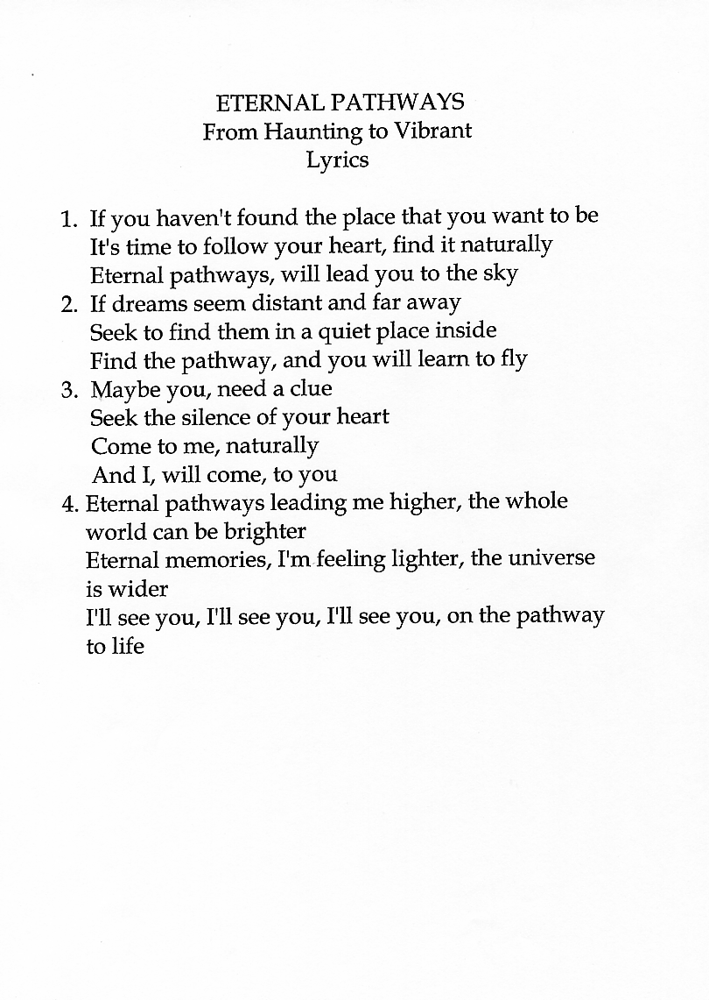 ETERNAL PATHWAYS
From Haunting to Vibrant
Lyrics
1. If you haven't found the place that you want to be
It's time to follow your heart, find it naturally
Eternal pathways, will lead you to the sky
2. If dreams seem distant and far away
Seek to find them in a quiet place inside
Find the pathway, and you will learn to fly
3. Maybe you, need a clue
Seek the silence of your heart
Come to me, naturally
And I, will come, to you
4. Eternal pathways leading me higher, the whole
world can be brighter
Eternal memories, I'm feeling lighter, the universe
is wider
I'll see you, I'll see you, I'll see you, on the pathway
to life